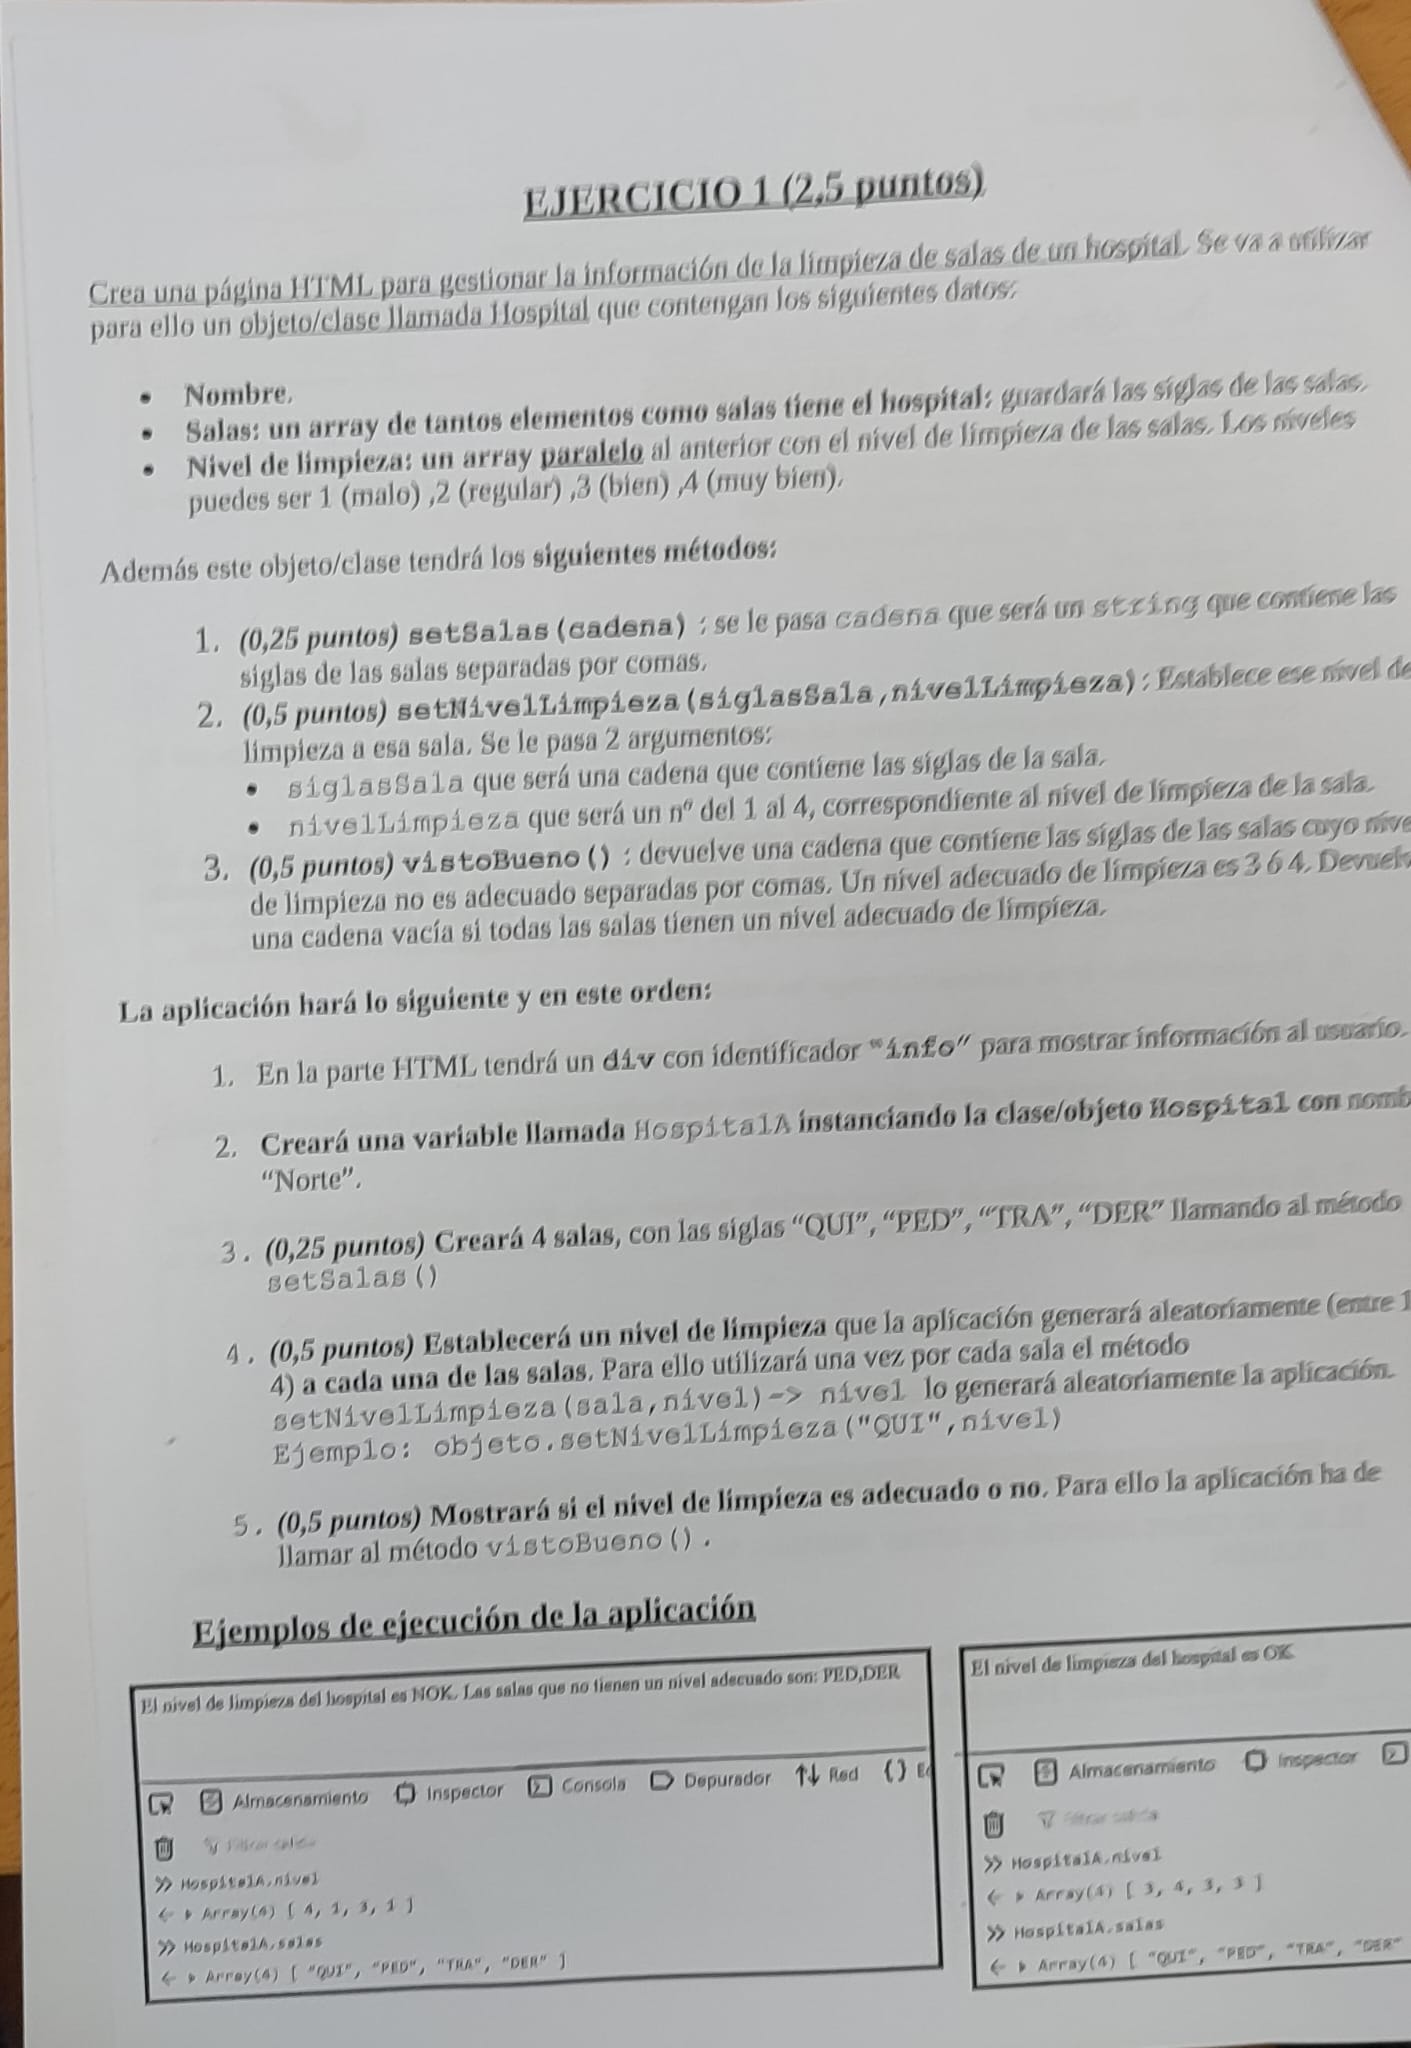 EJERCICIO 1 (2,5 puntos)
Crea una página HTML para gestionar la información de la limpieza de salas de un hospital. Se va a utilizar
para ello un objeto/clase llamada Hospital que contengan los siguientes datos:
• Nombre.
• Salas: un array de tantos elementos como salas tiene el hospital: guardará las siglas de las salas.
• Nivel de limpieza: un array paralelo al anterior con el nivel de limpieza de las salas. Los niveles
puedes ser 1 (malo) ,2 (regular) ,3 (bien) ,4 (muy bien).
Además este objeto/clase tendrá los siguientes métodos:
1. (0,25 puntos) setSalas(cadena) : se le pasa cadena que será un string que contiene las
siglas de las salas separadas por comas.
2. (0,5 puntos) setNivelLimpieza(siglasSala,nivelLimpieza) : Establece ese nivel de
limpieza a esa sala. Se le pasa 2 argumentos:
• siglasSala que será una cadena que contiene las siglas de la sala.
• nivelLimpieza que será un nº del 1 al 4, correspondiente al nivel de limpieza de la sala.
3. (0,5 puntos) vistoBueno() : devuelve una cadena que contiene las siglas de las salas cuyo nive
de limpieza no es adecuado separadas por comas. Un nivel adecuado de limpieza es 3 ó 4. Devuelv
una cadena vacía si todas las salas tienen un nivel adecuado de limpieza.
La aplicación hará lo siguiente y en este orden:
1. En la parte HTML tendrá un div con identificador “info” para mostrar información al usuario.
2. Creará una variable llamada HospitalA instanciando la clase/objeto Hospital con nomb
“Norte”.
3. (0,25 puntos) Creará 4 salas, con las siglas “QUI”, “PED”, “TRA”, “DER” llamando al método
setSalas()
4. (0,5 puntos) Establecerá un nivel de limpieza que la aplicación generará aleatoriamente (entre 1
4) a cada una de las salas. Para ello utilizará una vez por cada sala el método
setNivelLimpieza(sala,nivel)-> nivel lo generará aleatoriamente la aplicación.
Ejemplo: objeto.setNivelLimpieza("QUI",nivel)
5. (0,5 puntos) Mostrará si el nivel de limpieza es adecuado o no. Para ello la aplicación ha de
llamar al método vistoBueno().
Ejemplos de ejecución de la aplicación
El nivel de limpieza del hospital es NOK. Las salas que no tienen un nivel adecuado son: PED,DER
Almacenamiento Inspector Consola Depurador Red {}
Filtrar salida
>> HospitalA.nivel
Array(4) [ 4, 1, 3, 1 ]
>> HospitalA.salas
Array(4) [ "QUI", "PED", "TRA", "DER" ]
El nivel de limpieza del hospital es OK
Almacenamiento Inspector
Filtrar salida
>> HospitalA.nivel
Array(4) [ 3, 4, 3, 3 ]
>> HospitalA.salas
Array(4) [ "QUI", "PED", "TRA", "DER"